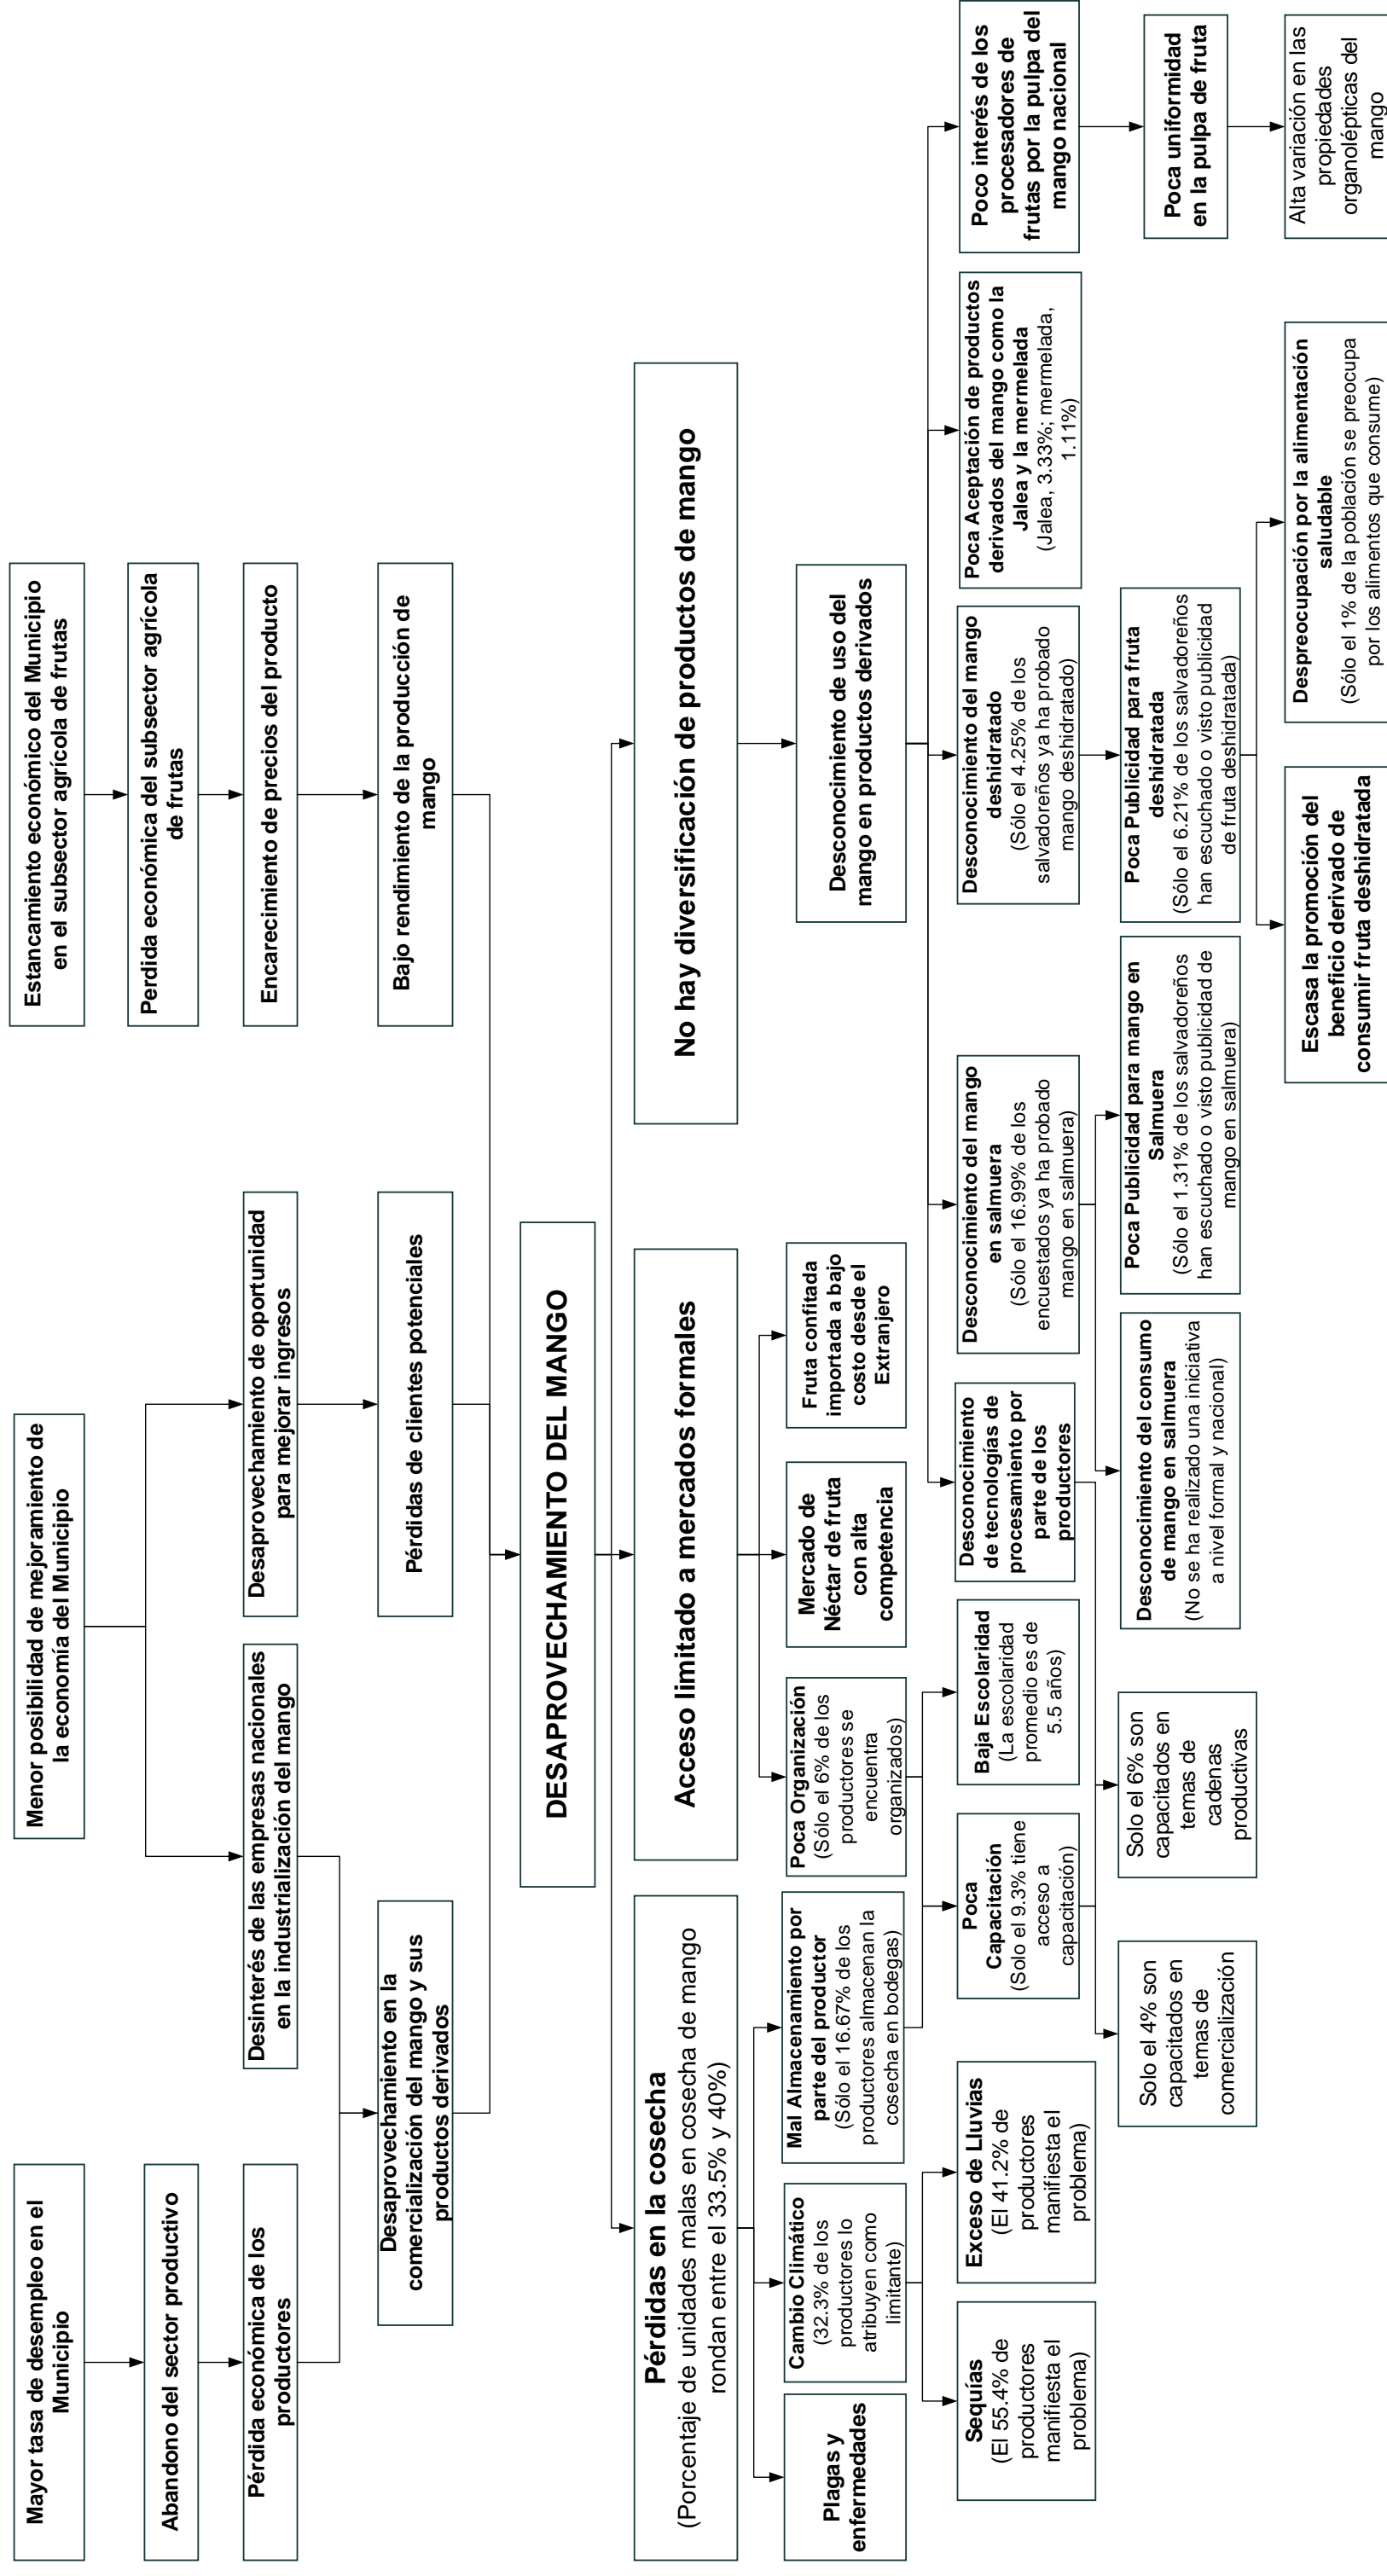 Mayor tasa de desempleo en el
Municipio
Menor posibilidad de mejoramiento de
la economía del Municipio
Estancamiento económico del Municipio
en el subsector agrícola de frutas
Abandono del sector productivo
Perdida económica del subsector agrícola
de frutas
Pérdida económica de los
productores
Desinterés de las empresas nacionales
en la industrialización del mango
Desaprovechamiento de oportunidad
para mejorar ingresos
Encarecimiento de precios del producto
Desaprovechamiento en la
comercialización del mango y sus
productos derivados
Pérdidas de clientes potenciales
Bajo rendimiento de la producción de
mango
DESAPROVECHAMIENTO DEL MANGO
Pérdidas en la cosecha
(Porcentaje de unidades malas en cosecha de mango
rondan entre el 33.5% y 40%)
Acceso limitado a mercados formales
No hay diversificación de productos de mango
Plagas y
enfermedades
Cambio Climático
(32.3% de los
productores lo
atribuyen como
limitante)
Mal Almacenamiento por
parte del productor
(Sólo el 16.67% de los
productores almacenan la
cosecha en bodegas)
Poca Organización
(Sólo el 6% de los
productores se
encuentra
organizados)
Mercado de
Néctar de fruta
con alta
competencia
Fruta confitada
importada a bajo
costo desde el
Extranjero
Desconocimiento de uso del
mango en productos derivados
Sequías
(El 55.4% de
productores
manifiesta el
problema)
Exceso de Lluvias
(El 41.2% de
productores
manifiesta el
problema)
Poca
Capacitación
(Solo el 9.3% tiene
acceso a
capacitación)
Baja Escolaridad
(La escolaridad
promedio es de
5.5 años)
Desconocimiento
de tecnologías de
procesamiento por
parte de los
productores
Desconocimiento del mango
en salmuera
(Sólo el 16.99% de los
encuestados ya ha probado
mango en salmuera)
Desconocimiento del mango
deshidratado
(Sólo el 4.25% de los
salvadoreños ya ha probado
mango deshidratado)
Poca Aceptación de productos
derivados del mango como la
Jalea y la mermelada
(Jalea, 3.33%; mermelada,
1.11%)
Poco interés de los
procesadores de
frutas por la pulpa del
mango nacional
Solo el 4% son
capacitados en
temas de
comercialización
Solo el 6% son
capacitados en
temas de
cadenas
productivas
Desconocimiento del consumo
de mango en salmuera
(No se ha realizado una iniciativa
a nivel formal y nacional)
Poca Publicidad para mango en
Salmuera
(Sólo el 1.31% de los salvadoreños
han escuchado o visto publicidad de
mango en salmuera)
Poca Publicidad para fruta
deshidratada
(Sólo el 6.21% de los salvadoreños
han escuchado o visto publicidad
de fruta deshidratada)
Poca uniformidad
en la pulpa de fruta
Escasa la promoción del
beneficio derivado de
consumir fruta deshidratada
Despreocupación por la alimentación
saludable
(Sólo el 1% de la población se preocupa
por los alimentos que consume)
Alta variación en las
propiedades
organolépticas del
mango